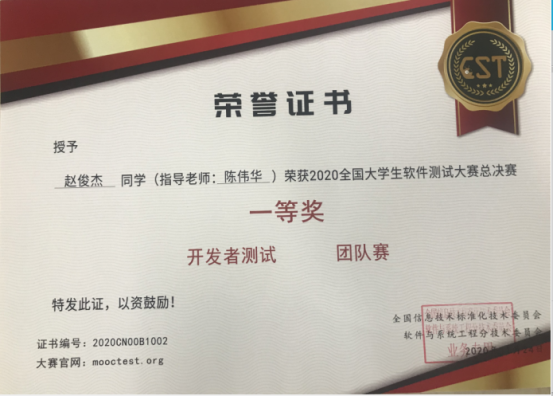 CST
荣誉证书
授予
赵俊杰 同学（指导老师：陈伟华 ）荣获2020全国大学生软件测试大赛总决赛
一等奖
开发者测试 团队赛
特发此证，以资鼓励！
全国信息技术标准化技术委员会
软件与系统工程分技术委员会
业务专用
2020
证书编号：2020CN00B1002
大赛官网：mooctest.org